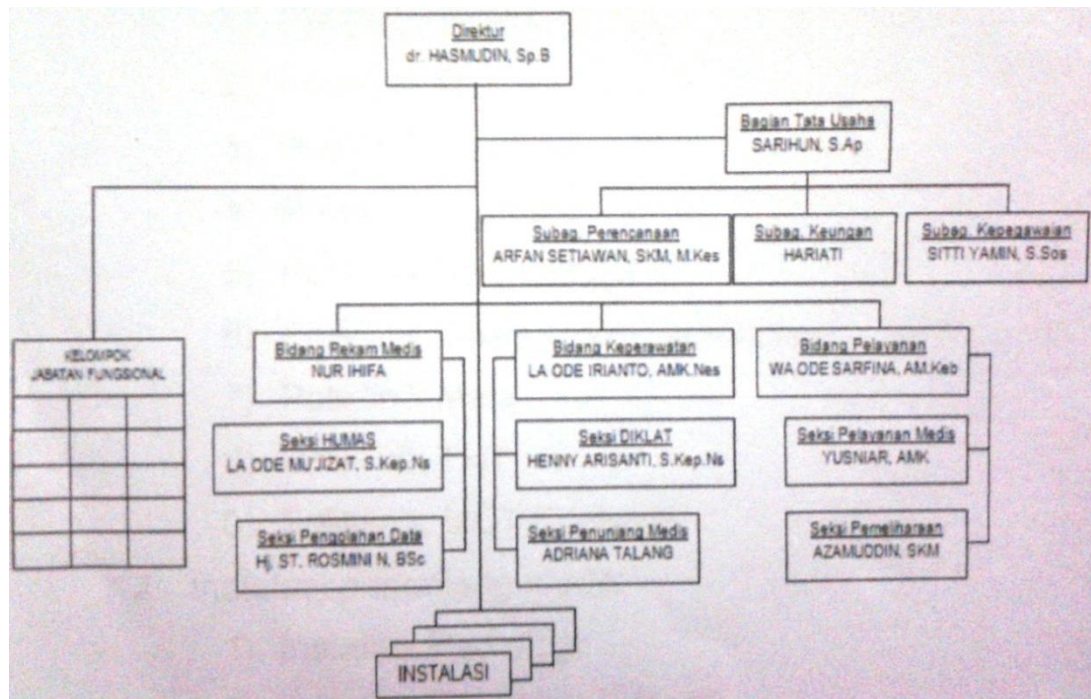 Direktur
dr. HASMUDIN, Sp.B
Bagian Tata Usaha
SARIHUN, S.Ap
Subag. Perencanaan
ARFAN SETIAWAN, SKM, M.Kes
Subag. Keungan
HARIATI
Subag. Kepegawaian
SITTI YAMIN, S.Sos
KELOMPOK
JABATAN FUNGSIONAL
Bidang Rekam Medis
NUR IHIFA
Bidang Keperawatan
LA ODE IRIANTO, AMK.Nes
Bidang Pelayanan
WA ODE SARFINA, AM.Keb
Seksi HUMAS
LA ODE MU'JIZAT, S.Kep.Ns
Seksi DIKLAT
HENNY ARISANTI, S.Kep.Ns
Seksi Pelayanan Medis
YUSNIAR, AMK
Seksi Pengolahan Data
Hj. ST. ROSMINI N, BSc
Seksi Penunjang Medis
ADRIANA TALANG
Seksi Pemeliharaan
AZAMUDDIN, SKM
INSTALASI